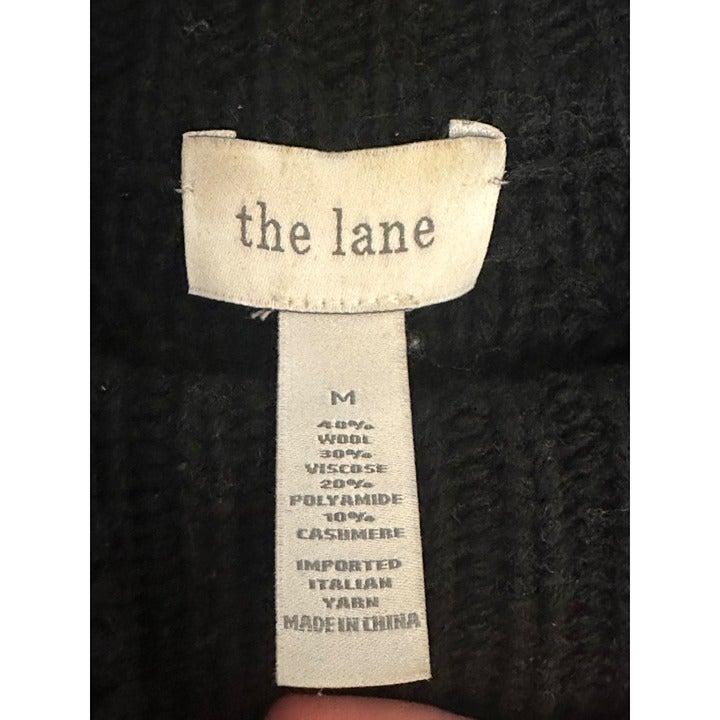 the lane
M
40%
WOOL
30%
VISCOSE
20%
POLYAMIDE
10%
CASHMERE
IMPORTED
ITALIAN
YARN
MADE IN CHINA